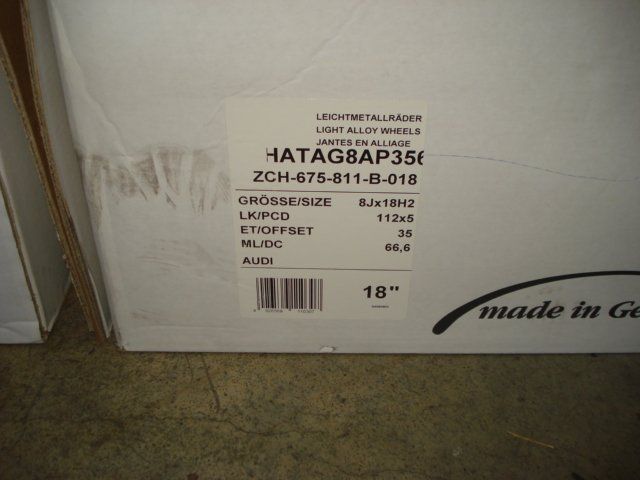 LEICHTMETALLRÄDER
LIGHT ALLOY WHEELS
JANTES EN ALLIAGE
HATAG8AP356
ZCH-675-811-B-018
GRÖSSE/SIZE 8Jx18H2
LK/PCD 112x5
ET/OFFSET 35
ML/DC 66,6
AUDI
18"
made in Ge